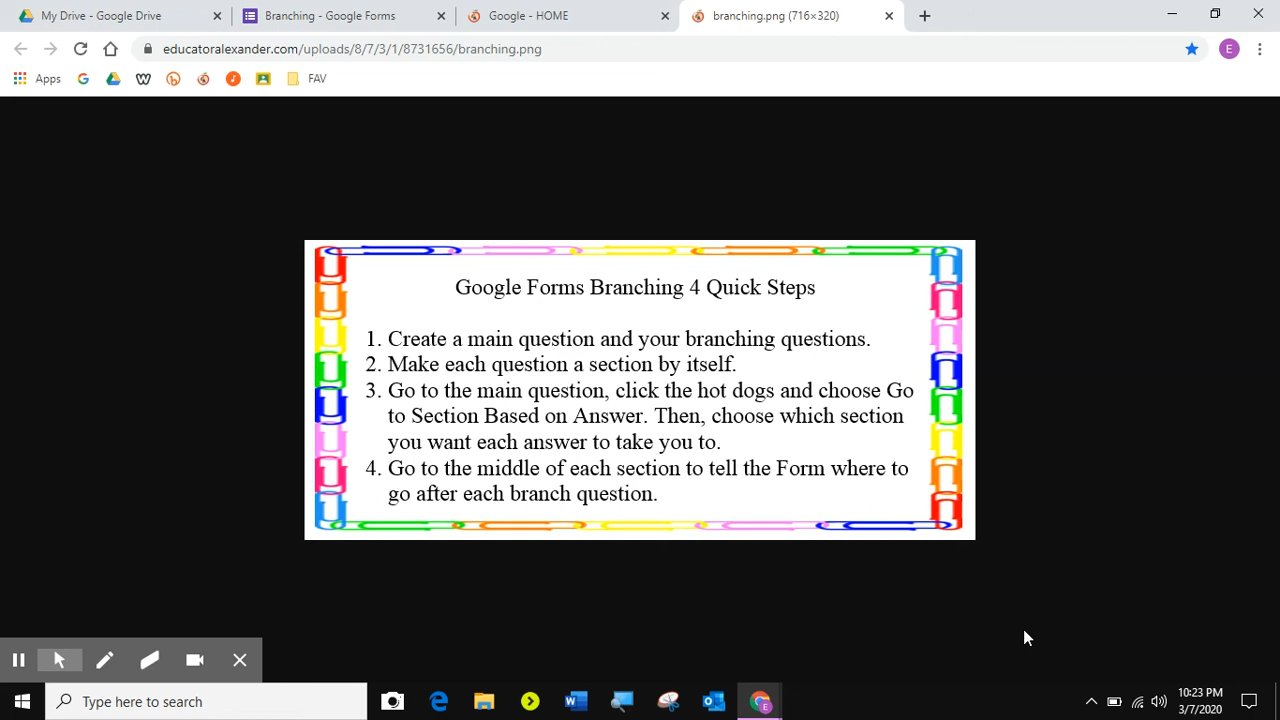 My Drive - Google Drive
Branching - Google Forms
Google - HOME
branching.png (716×320)
educatoralexander.com/uploads/8/7/3/1/8731656/branching.png
E
Apps
FAV
Google Forms Branching 4 Quick Steps
1. Create a main question and your branching questions.
2. Make each question a section by itself.
3. Go to the main question, click the hot dogs and choose Go
to Section Based on Answer. Then, choose which section
you want each answer to take you to.
4. Go to the middle of each section to tell the Form where to
go after each branch question.
Type here to search
10:23 PM
3/7/2020